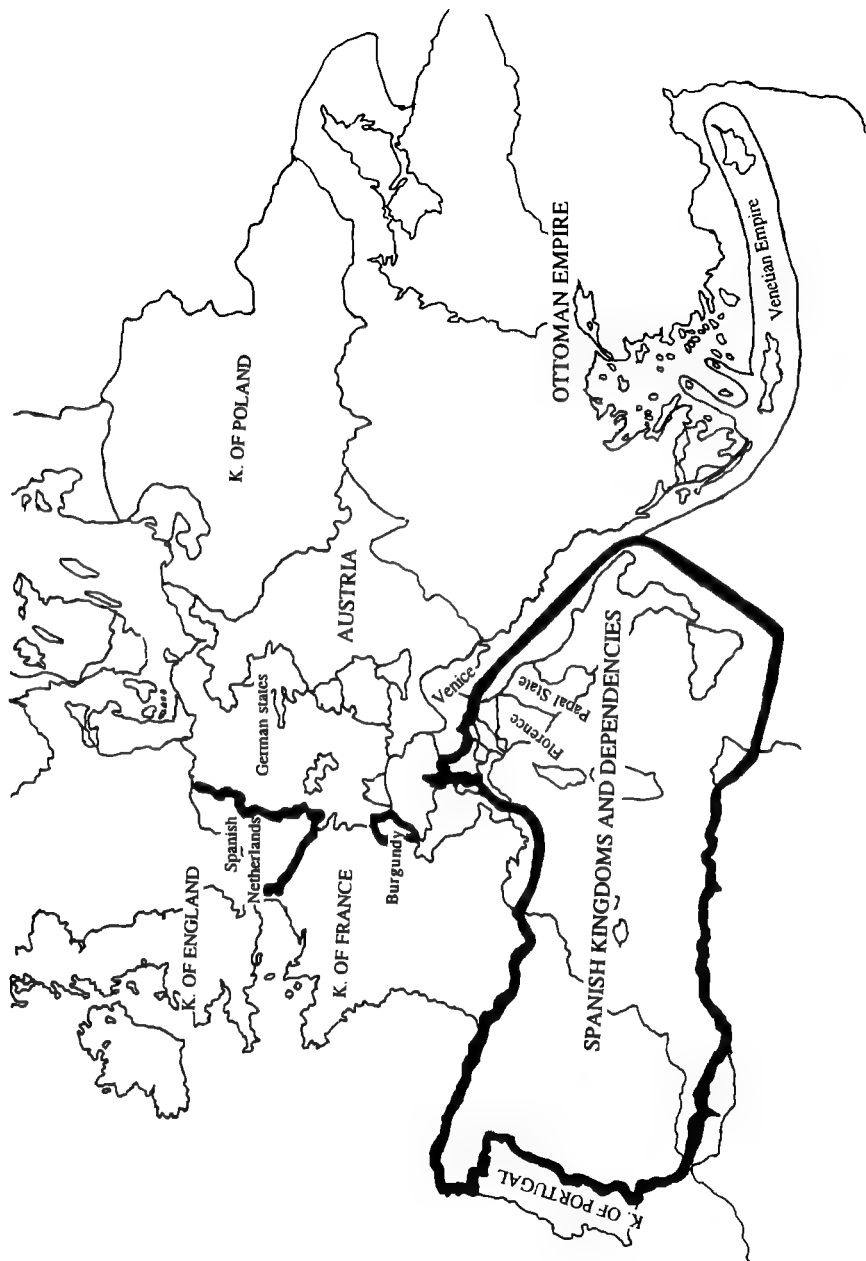 K. OF POLAND
OTTOMAN EMPIRE
Venetian Empire
AUSTRIA
German states
Venice
Papal State
Florence
Spanish
Netherlands
Burgundy
K. OF ENGLAND
K. OF FRANCE
SPANISH KINGDOMS AND DEPENDENCIES
K. OF PORTUGAL